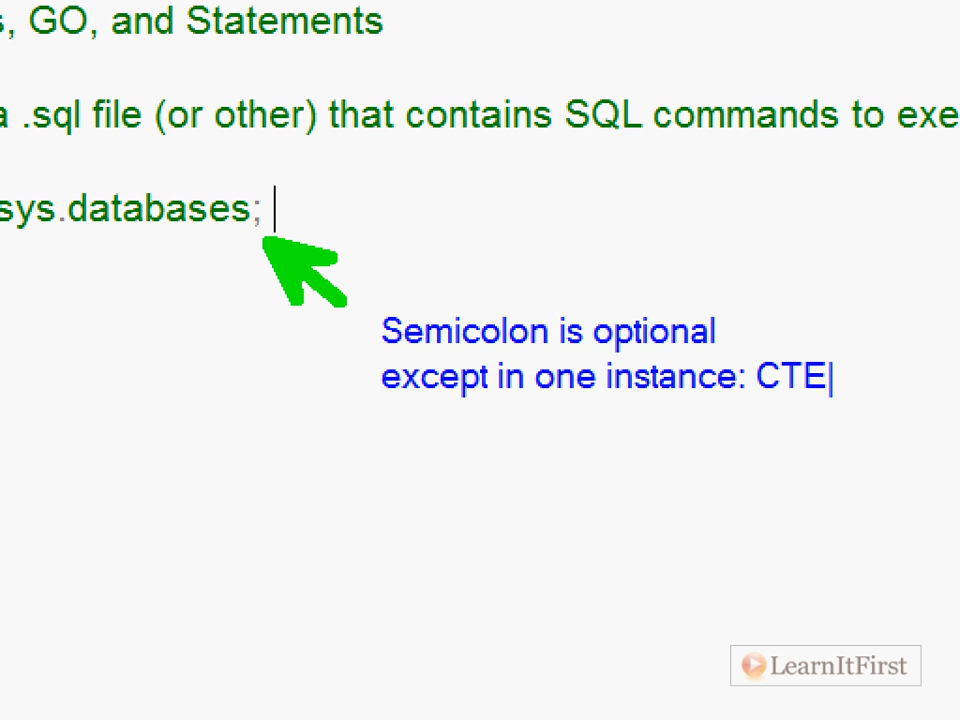 s, GO, and Statements
a .sql file (or other) that contains SQL commands to exe
sys.databases;
Semicolon is optional
except in one instance: CTE
LearnItFirst